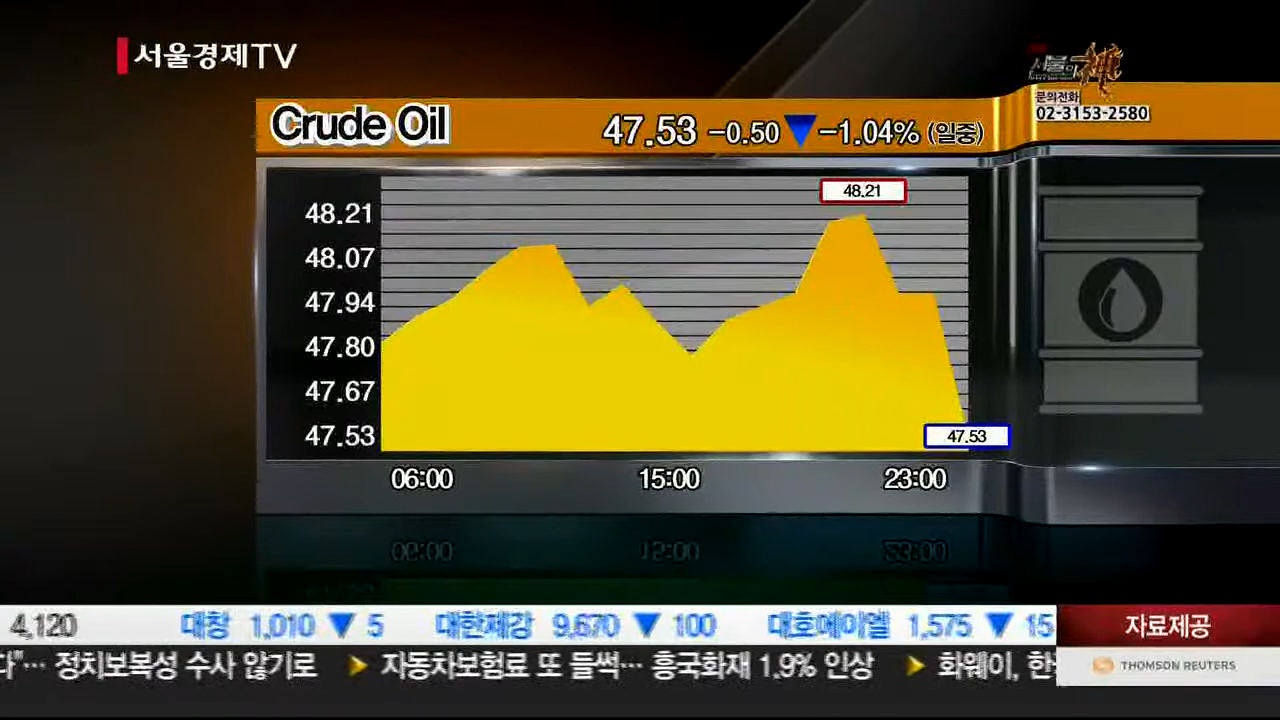 서울경제TV
문의전화
02-3153-2580
Crude Oil
47.53 -0.50 ▼ -1.04% (일중)
48.21
48.21
48.07
47.94
47.80
47.67
47.53
47.53
06:00 15:00 23:00
4,120 대창 1,010 ▼ 5 대한제강 9,670 ▼ 100 대호에이엘 1,575 ▼ 15
자료제공
다"… 정치보복성 수사 않기로 ▶ 자동차보험료 또 들썩… 흥국화재 1.9% 인상 ▶ 화웨이, 한
THOMSON REUTERS